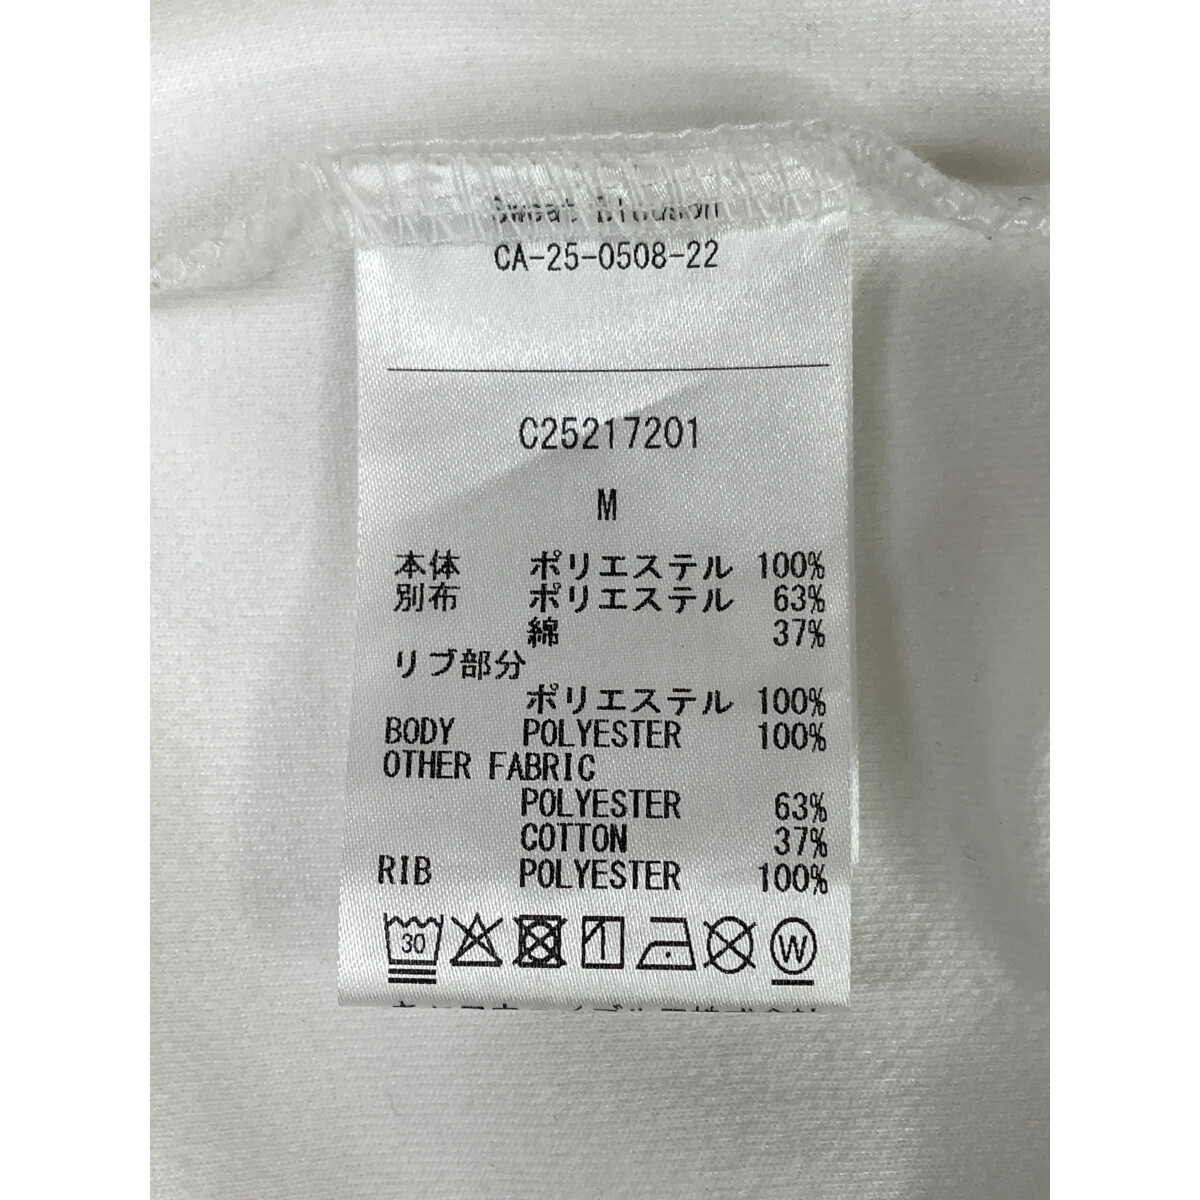 CA-25-0508-22
C25217201
M
本体 ポリエステル 100%
別布 ポリエステル 63%
綿 37%
リブ部分
ポリエステル 100%
BODY POLYESTER 100%
OTHER FABRIC
POLYESTER 63%
COTTON 37%
RIB POLYESTER 100%
30
W